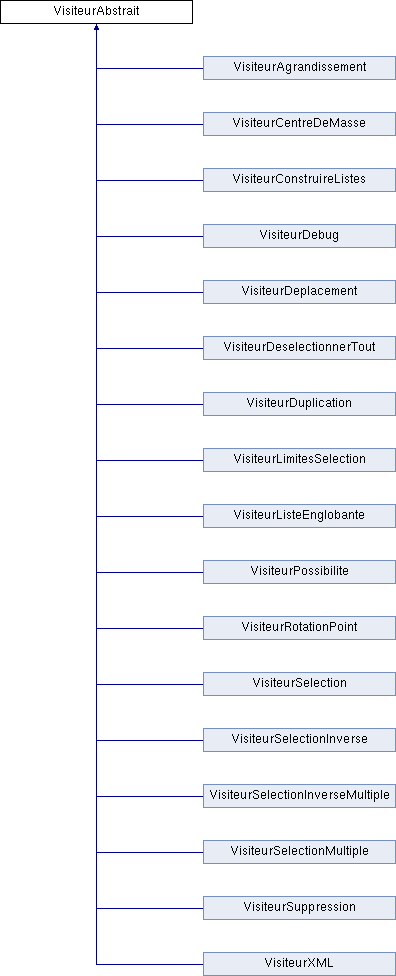 VisiteurAbstrait
VisiteurAgrandissement
VisiteurCentreDeMasse
VisiteurConstruireListes
VisiteurDebug
VisiteurDeplacement
VisiteurDeselectionnerTout
VisiteurDuplication
VisiteurLimitesSelection
VisiteurListeEnglobante
VisiteurPossibilite
VisiteurRotationPoint
VisiteurSelection
VisiteurSelectionInverse
VisiteurSelectionInverseMultiple
VisiteurSelectionMultiple
VisiteurSuppression
VisiteurXML